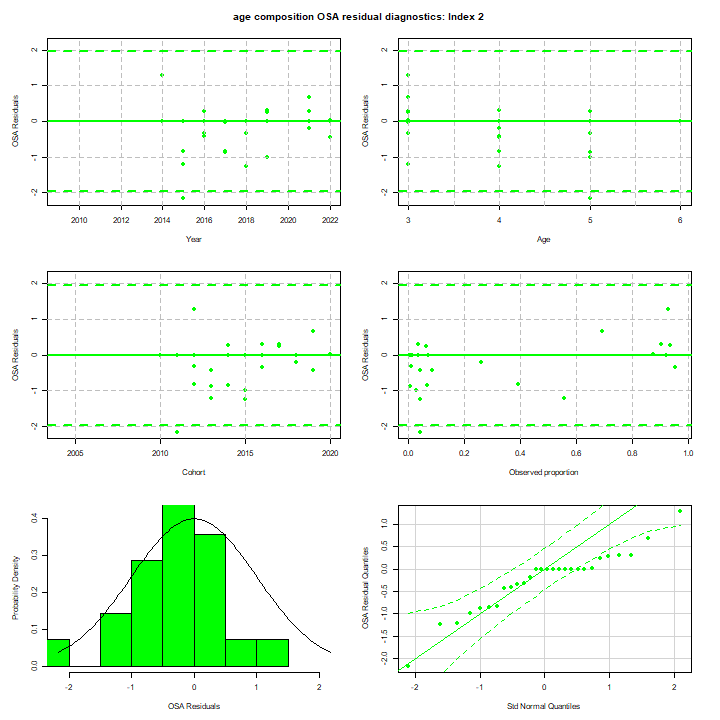 age composition OSA residual diagnostics: Index 2
OSA Residuals
2
1
0
-1
-2
2010 2012 2014 2016 2018 2020 2022
Year
OSA Residuals
2
1
0
-1
-2
3 4 5 6
Age
OSA Residuals
2
1
0
-1
-2
2005 2010 2015 2020
Cohort
OSA Residuals
2
1
0
-1
-2
0.0 0.2 0.4 0.6 0.8 1.0
Observed proportion
Probability Density
0.4
0.3
0.2
0.1
0.0
-2 -1 0 1 2
OSA Residuals
OSA Residual Quantiles
1.0
0.5
0.0
-0.5
-1.0
-1.5
-2.0
-2 -1 0 1 2
Std Normal Quantiles